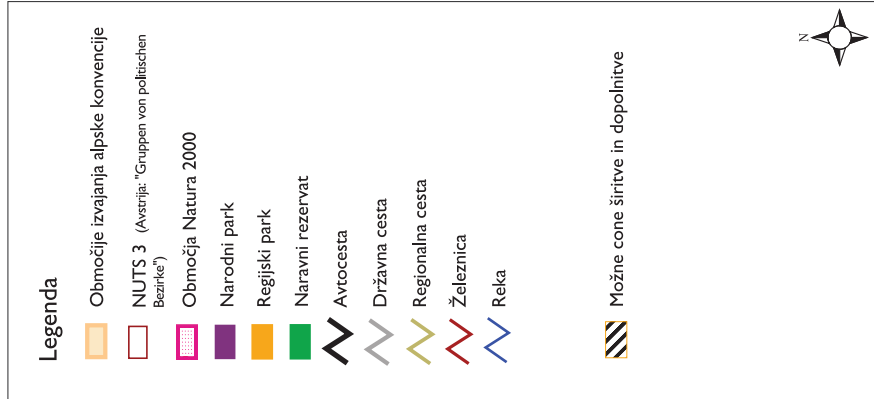 Legenda
Območije izvajanja alpske konvencije
NUTS 3 (Avstrija: "Gruppen von politischen
Bezirke")
Območja Natura 2000
Narodni park
Regijski park
Naravni rezervat
Avtocesta
Državna cesta
Regionalna cesta
Železnica
Reka
Možne cone širitve in dopolnitve
N